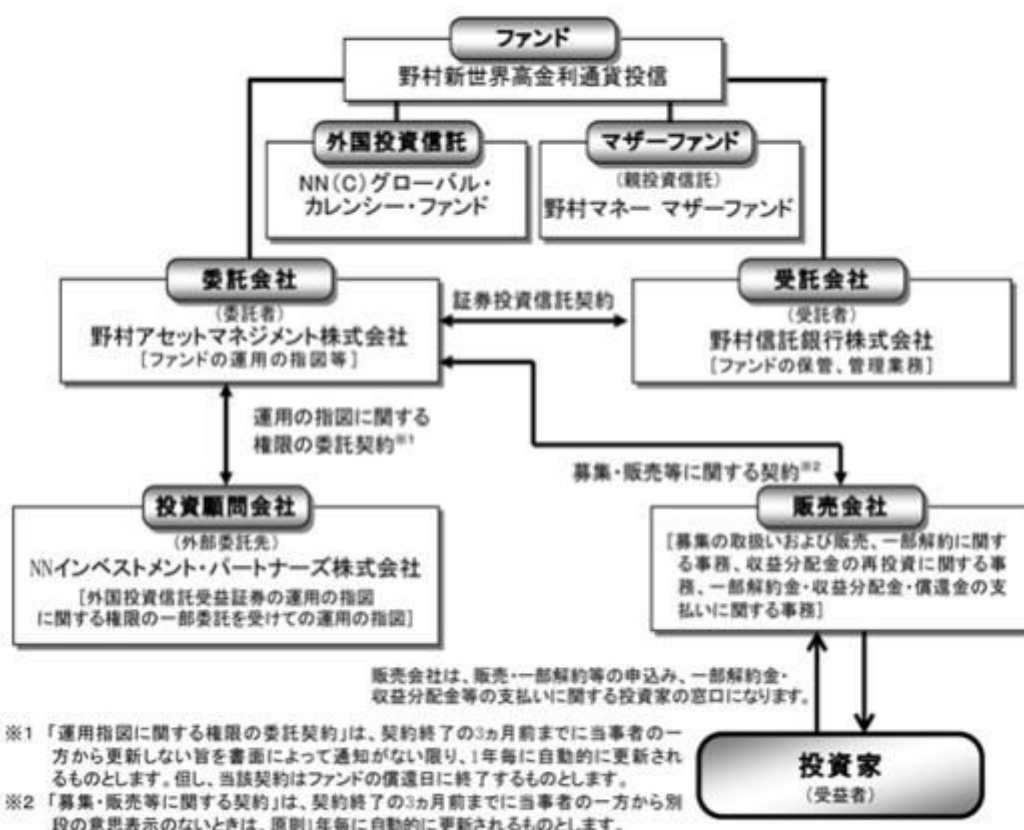 ファンド
野村新世界高金利通貨投信
外国投資信託
NN(C)グローバル・
カレンシー・ファンド
マザーファンド
(親投資信託)
野村マネー マザーファンド
委託会社
(委託者)
野村アセットマネジメント株式会社
[ファンドの運用の指図等]
証券投資信託契約
受託会社
(受託者)
野村信託銀行株式会社
[ファンドの保管、管理業務]
運用の指図に関する
権限の委託契約※1
募集・販売等に関する契約※2
投資顧問会社
(外部委託先)
NNインベストメント・パートナーズ株式会社
[外国投資信託受益証券の運用の指図
に関する権限の一部委託を受けての運用の指図]
販売会社
[募集の取扱いおよび販売、一部解約に関す
る事務、収益分配金の再投資に関する事
務、一部解約金・収益分配金・償還金の支
払いに関する事務]
販売会社は、販売・一部解約等の申込み、一部解約金・
収益分配金等の支払いに関する投資家の窓口になります。
投資家
(受益者)
※1 「運用指図に関する権限の委託契約」は、契約終了の3ヵ月前までに当事者の一
方から更新しない旨を書面によって通知がない限り、1年毎に自動的に更新され
るものとします。但し、当該契約はファンドの償還日に終了するものとします。
※2 「募集・販売等に関する契約」は、契約終了の3ヵ月前までに当事者の一方から別
段の意思表示のないときは、原則1年毎に自動的に更新されるものとします。